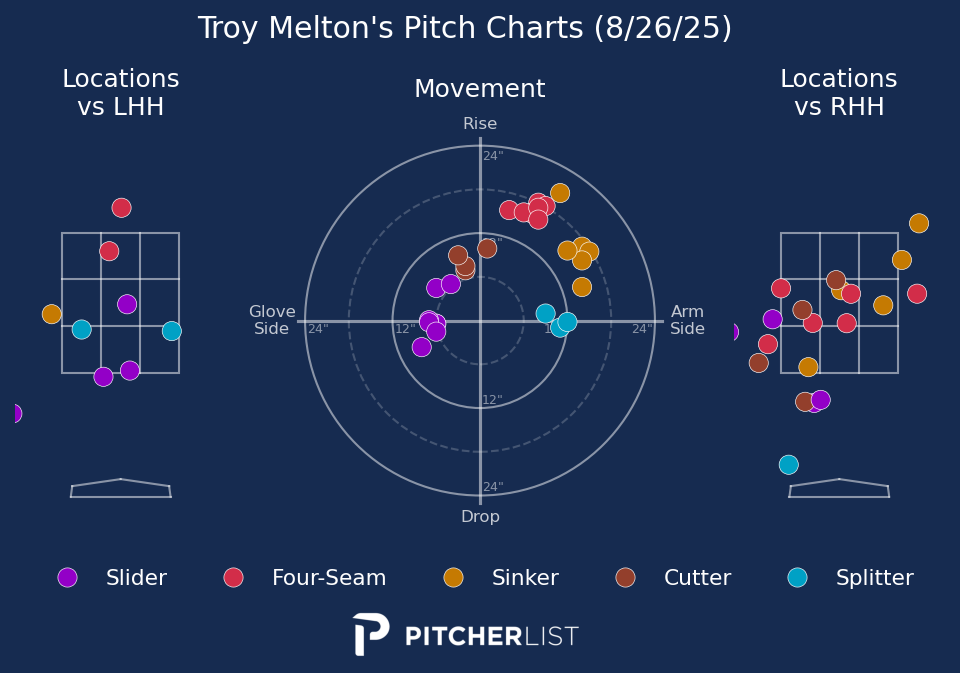 Troy Melton's Pitch Charts (8/26/25)
Locations
vs LHH
Movement
Locations
vs RHH
Rise
24"
Glove
Side
24"
12"
Arm
Side
24"
12"
24"
Drop
Slider
Four-Seam
Sinker
Cutter
Splitter
PITCHERLIST